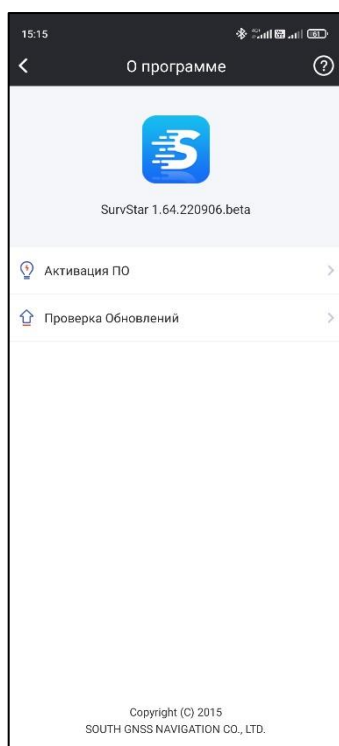 15:15
61
О программе
?
SurvStar 1.64.220906.beta
Активация ПО
Проверка Обновлений
Copyright (C) 2015
SOUTH GNSS NAVIGATION CO., LTD.